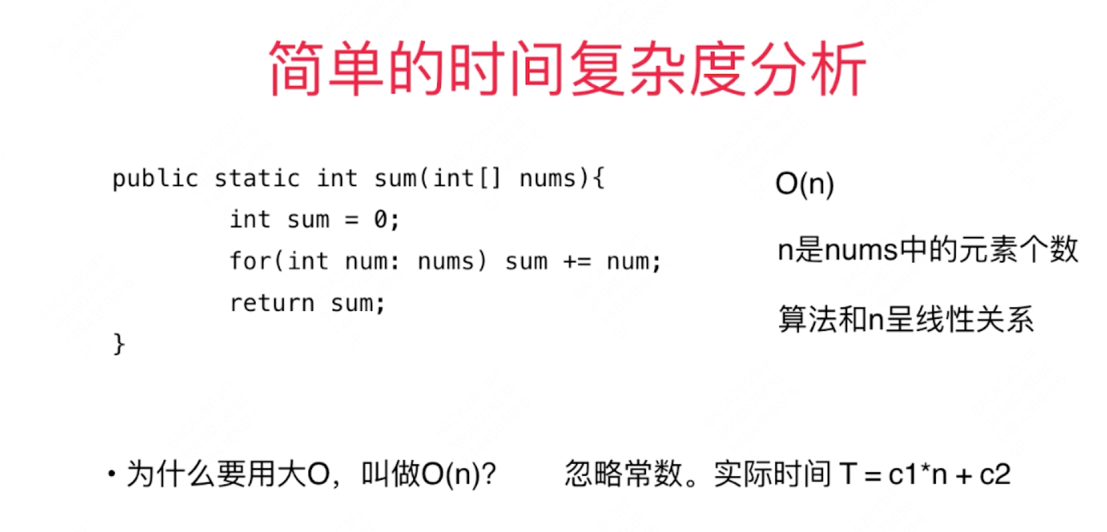 简单的时间复杂度分析
public static int sum(int[] nums){
int sum = 0;
for(int num: nums) sum += num;
return sum;
}
O(n)
n是nums中的元素个数
算法和n呈线性关系
• 为什么要用大O，叫做O(n)?
忽略常数。实际时间 T = c1*n + c2